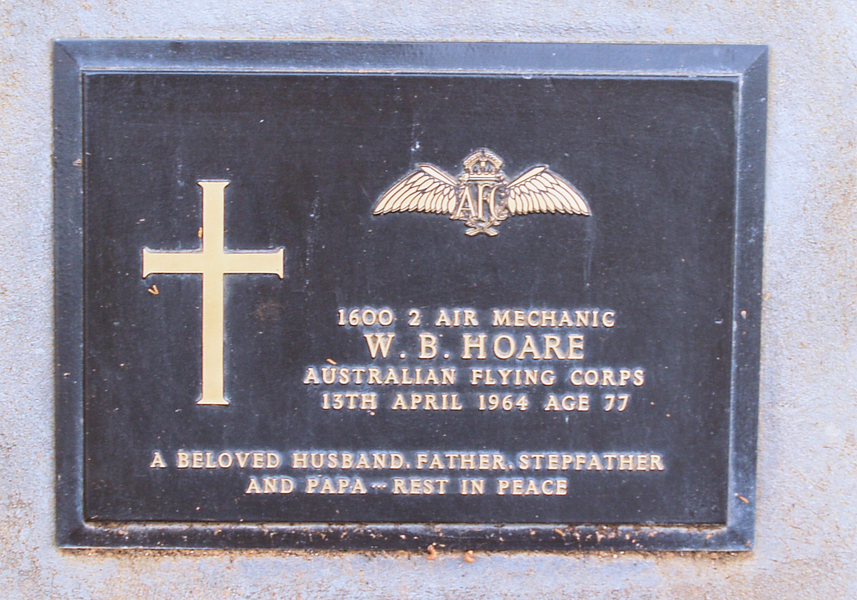 AFC
1600 2 AIR MECHANIC
W. B. HOARE
AUSTRALIAN FLYING CORPS
13TH APRIL 1964 AGE 77
A BELOVED HUSBAND, FATHER, STEPFATHER
AND PAPA -- REST IN PEACE